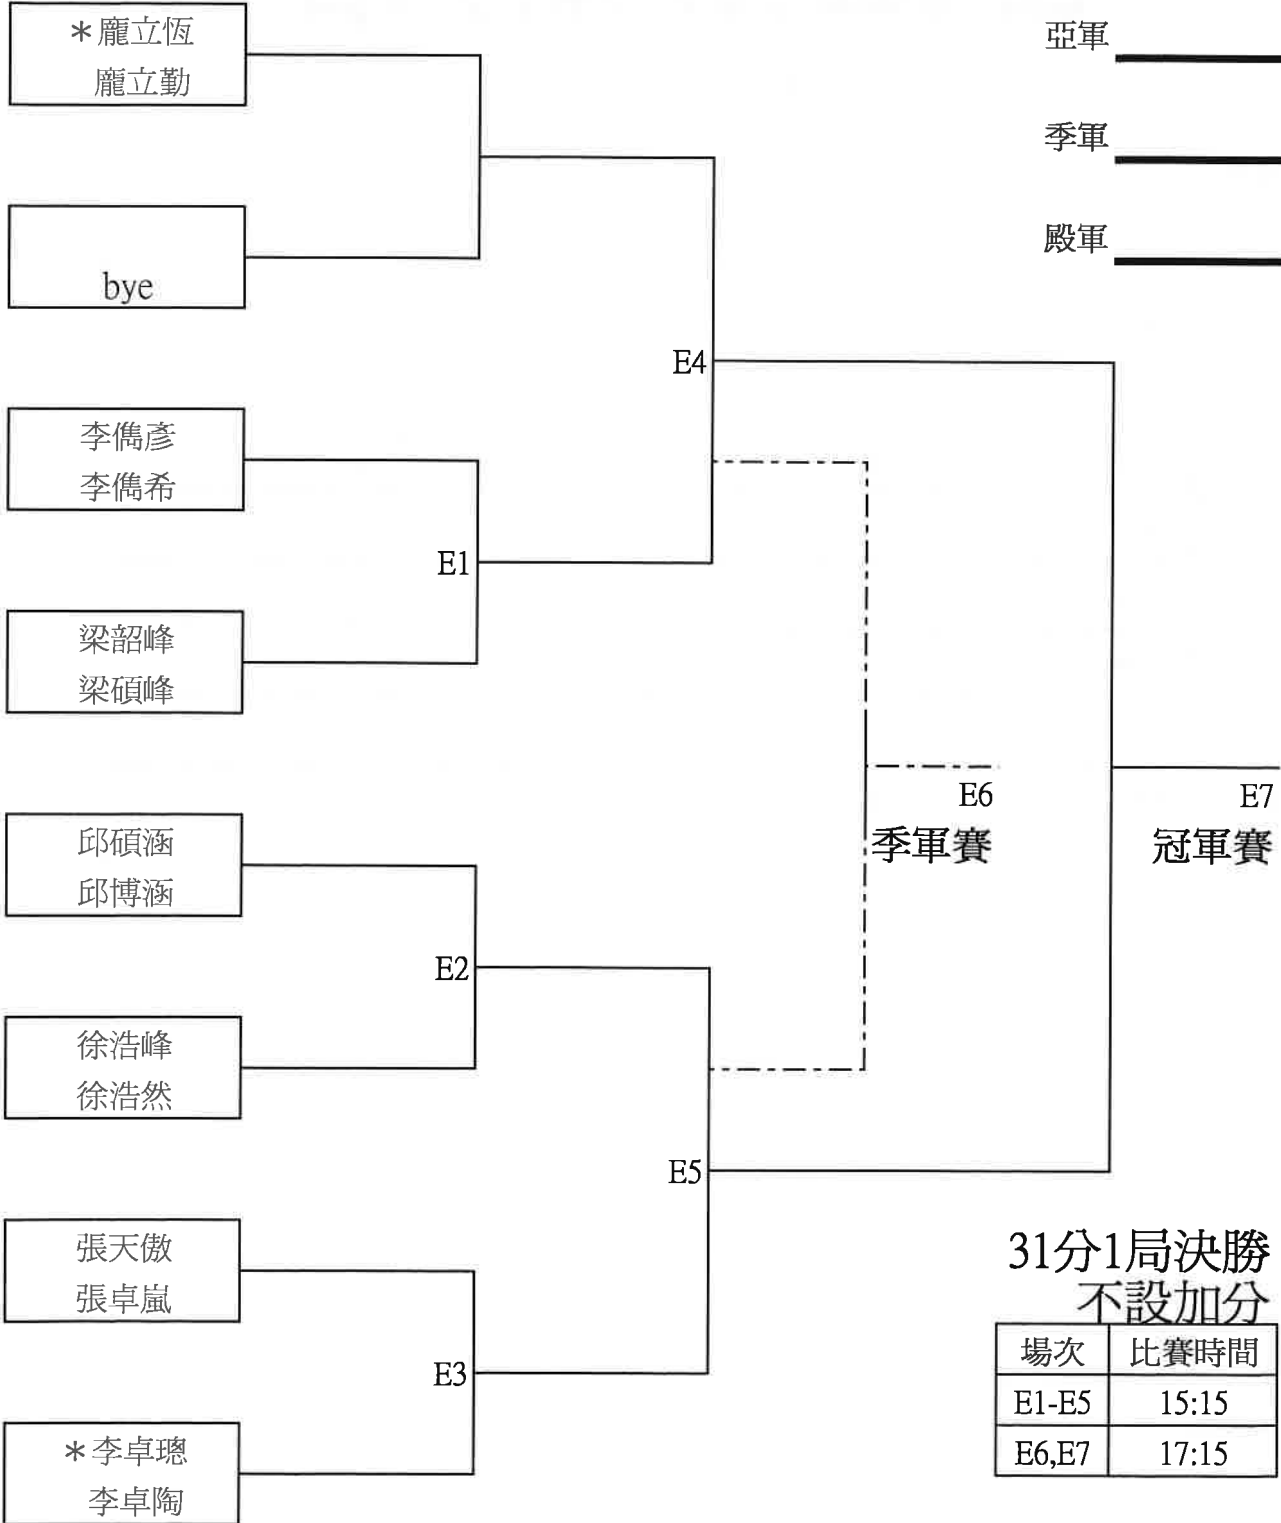 ＊龐立恆
龐立勤
bye
李儁彥
李儁希
梁韶峰
梁碩峰
邱碩涵
邱博涵
徐浩峰
徐浩然
張天傲
張卓嵐
＊李卓璁
李卓陶
E1
E2
E3
E4
E5
E6
季軍賽
E7
冠軍賽
亞軍
季軍
殿軍
31分1局決勝
不設加分
場次 比賽時間
E1-E5 15:15
E6,E7 17:15